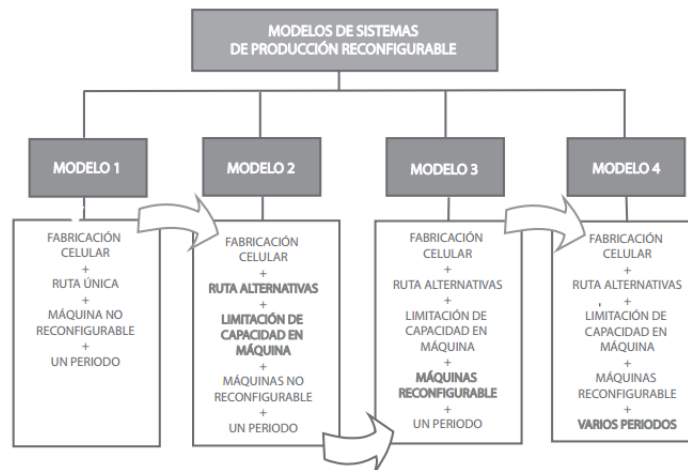 MODELOS DE SISTEMAS
DE PRODUCCIÓN RECONFIGURABLE
MODELO 1
MODELO 2
MODELO 3
MODELO 4
FABRICACIÓN
CELULAR
+
RUTA ÚNICA
+
MÁQUINA NO
RECONFIGURABLE
+
UN PERIODO
FABRICACIÓN
CELULAR
+
RUTA ALTERNATIVAS
+
LIMITACIÓN DE
CAPACIDAD EN
MÁQUINA
+
MÁQUINAS NO
RECONFIGURABLE
+
UN PERIODO
FABRICACIÓN
CELULAR
+
RUTA ALTERNATIVAS
+
LIMITACIÓN DE
CAPACIDAD EN
MÁQUINA
+
MÁQUINAS
RECONFIGURABLE
+
UN PERIODO
FABRICACIÓN
CELULAR
+
RUTA ALTERNATIVAS
+
LIMITACIÓN DE
CAPACIDAD EN
MÁQUINA
+
MÁQUINAS
RECONFIGURABLE
+
VARIOS PERIODOS